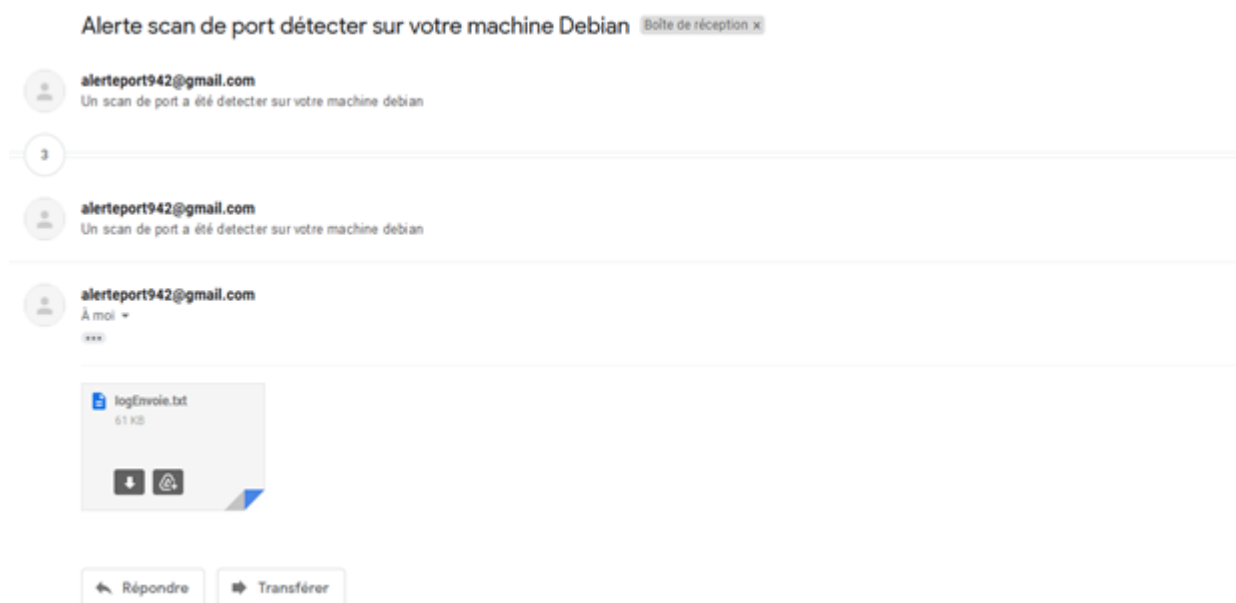 Alerte scan de port détecter sur votre machine Debian Boîte de réception ×
alerteport942@gmail.com
Un scan de port a été detecter sur votre machine debian
3
alerteport942@gmail.com
Un scan de port a été detecter sur votre machine debian
alerteport942@gmail.com
À moi
logEnvoie.txt
61 KB
Répondre Transférer